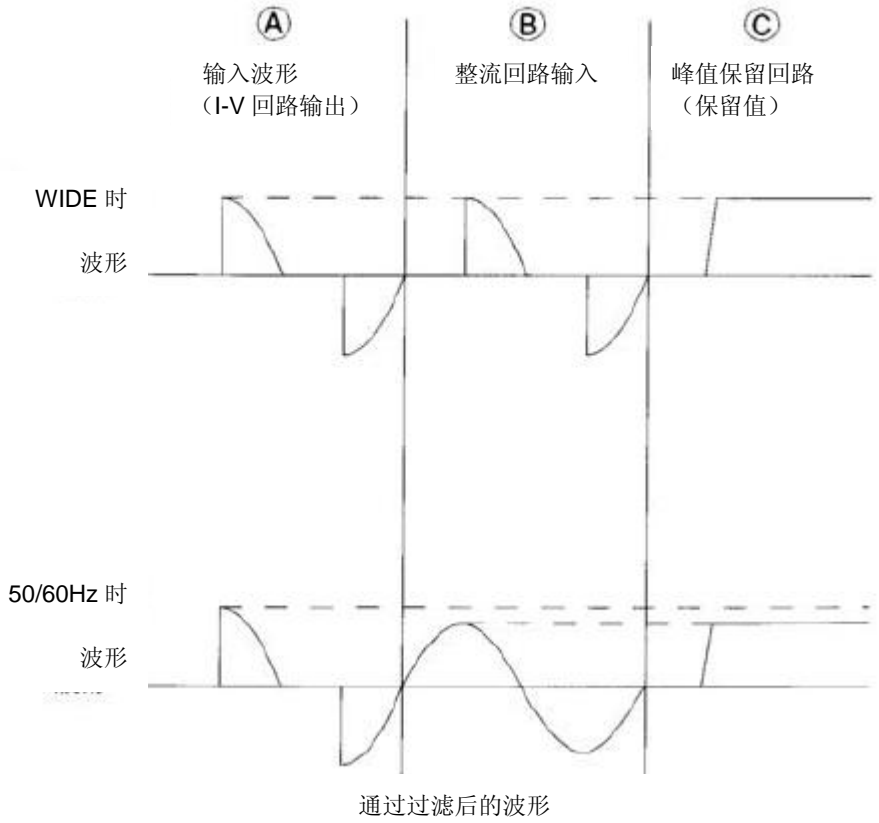 A
B
C
输入波形
（I-V 回路输出）
整流回路输入
峰值保留回路
（保留值）
WIDE 时
波形
50/60Hz 时
波形
通过过滤后的波形